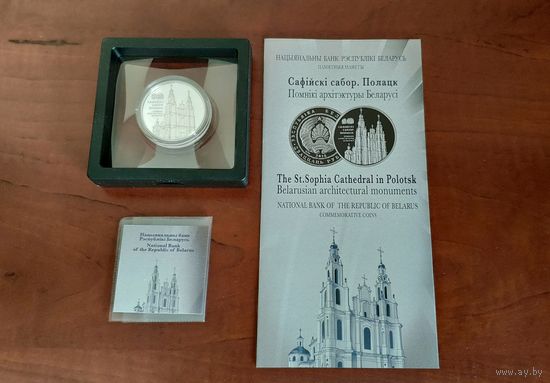 НАЦЫЯНАЛЬНЫ БАНК РЭСПУБЛІКІ БЕЛАРУСЬ
ПАМЯТНЫЯ МАНЕТЫ
Сафійскі сабор. Полацк
Помнікі архітэктуры Беларусі
The St.Sophia Cathedral in Polotsk
Belarusian architectural monuments
NATIONAL BANK OF THE REPUBLIC OF BELARUS
COMMEMORATIVE COINS
Нацыянальны банк
Рэспублікі Беларусь
National Bank
of the Republic of Belarus
www.ay.by